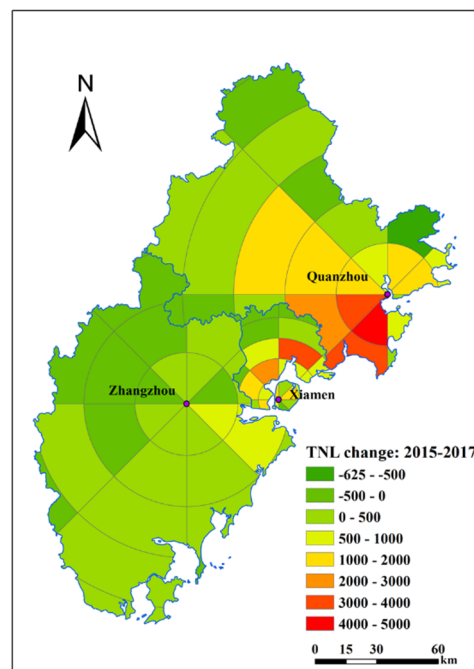 N
Quanzhou
Zhangzhou
Xiamen
TNL change: 2015-2017
-625 - -500
-500 - 0
0 - 500
500 - 1000
1000 - 2000
2000 - 3000
3000 - 4000
4000 - 5000
0 15 30 60
km